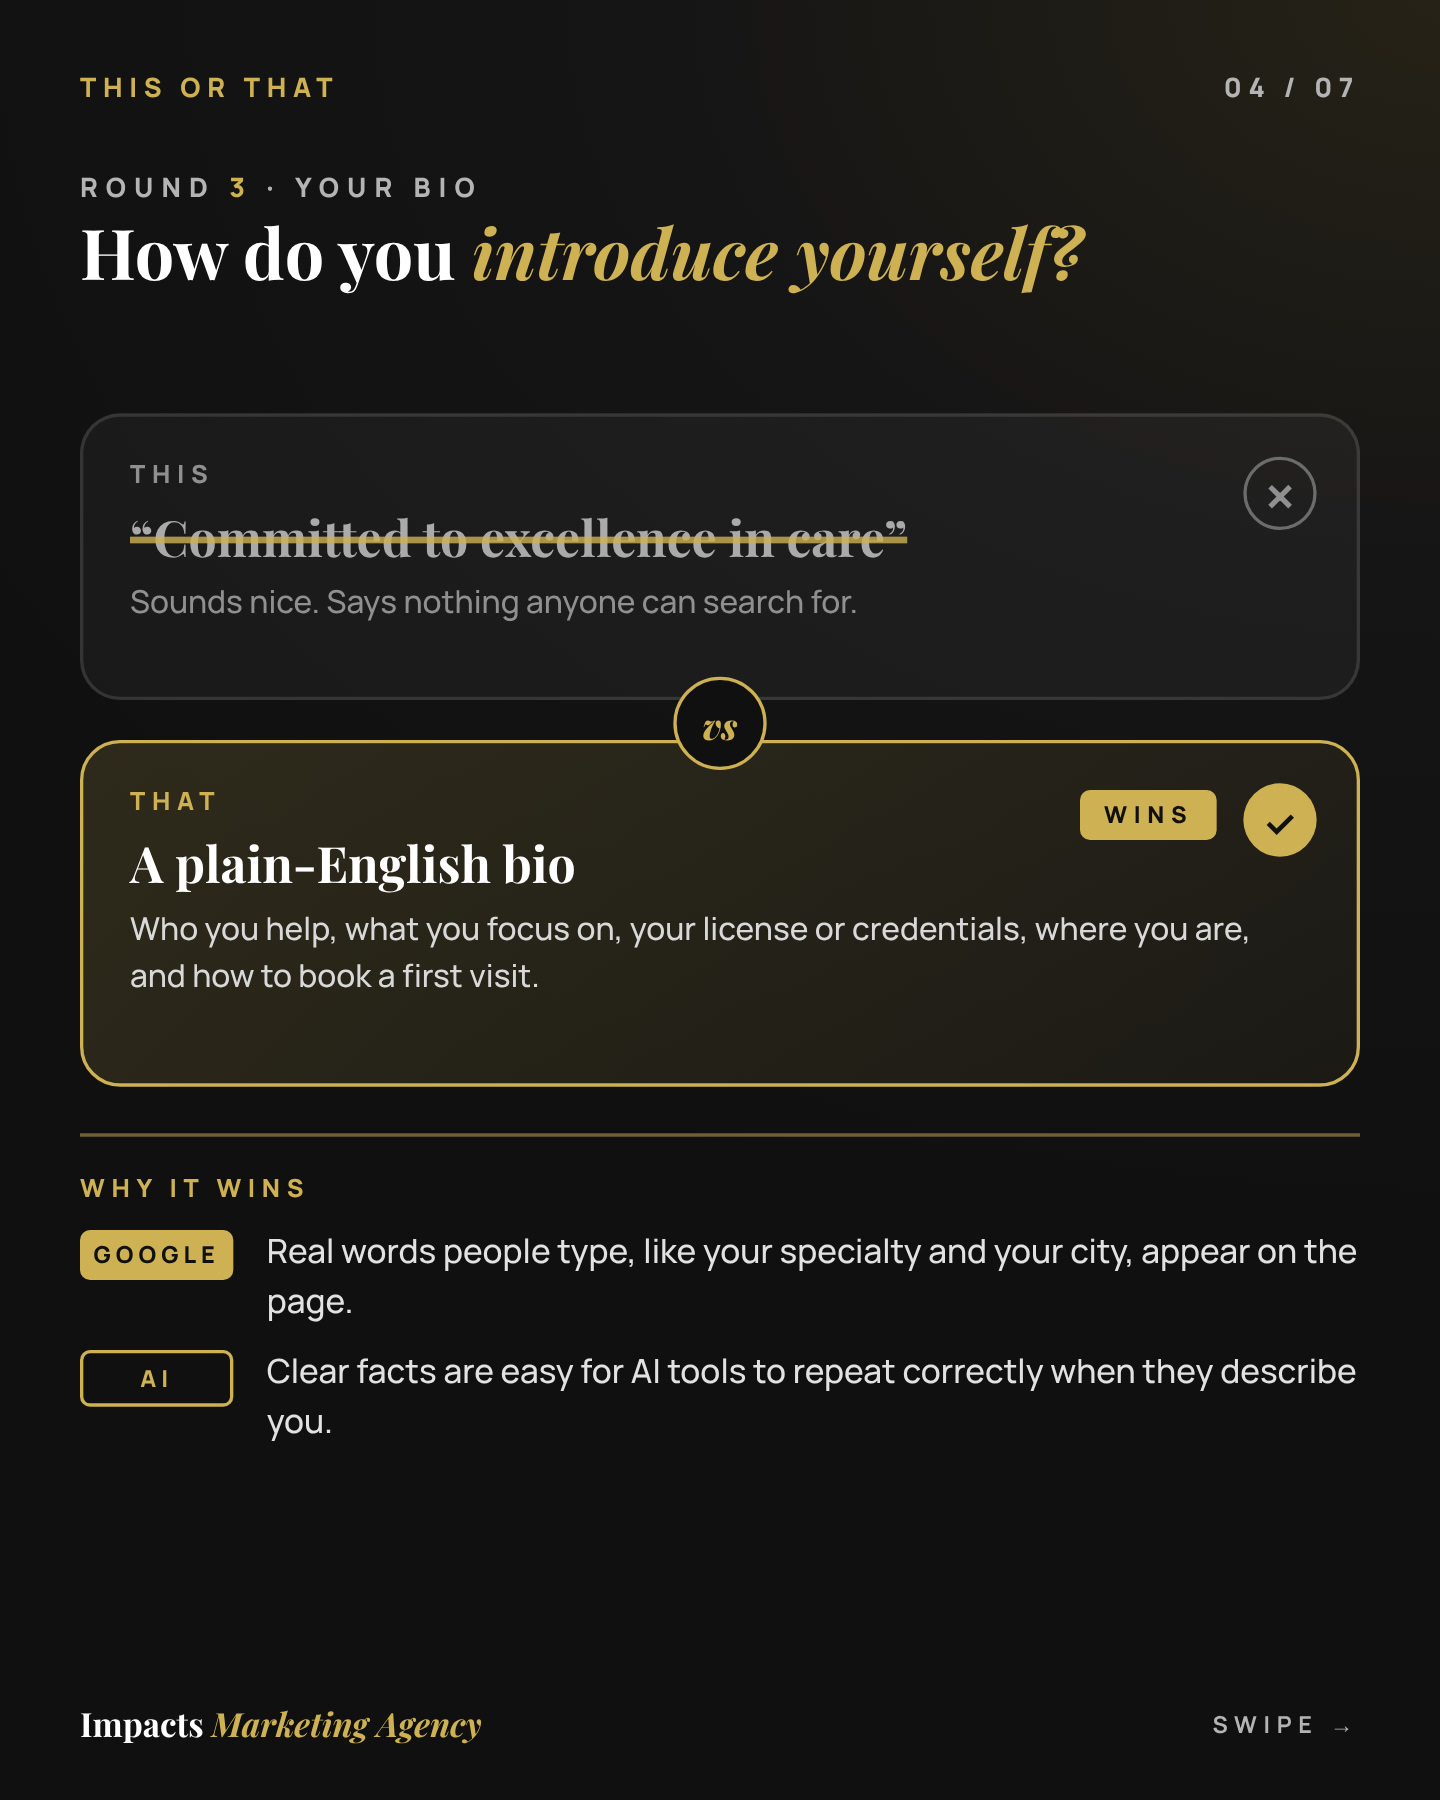 THIS OR THAT
04 / 07
ROUND 3 · YOUR BIO
How do you introduce yourself?
THIS
“Committed to excellence in care”
Sounds nice. Says nothing anyone can search for.
vs
THAT
WINS
A plain-English bio
Who you help, what you focus on, your license or credentials, where you are,
and how to book a first visit.
WHY IT WINS
GOOGLE
Real words people type, like your specialty and your city, appear on the
page.
AI
Clear facts are easy for AI tools to repeat correctly when they describe
you.
Impacts Marketing Agency
SWIPE →